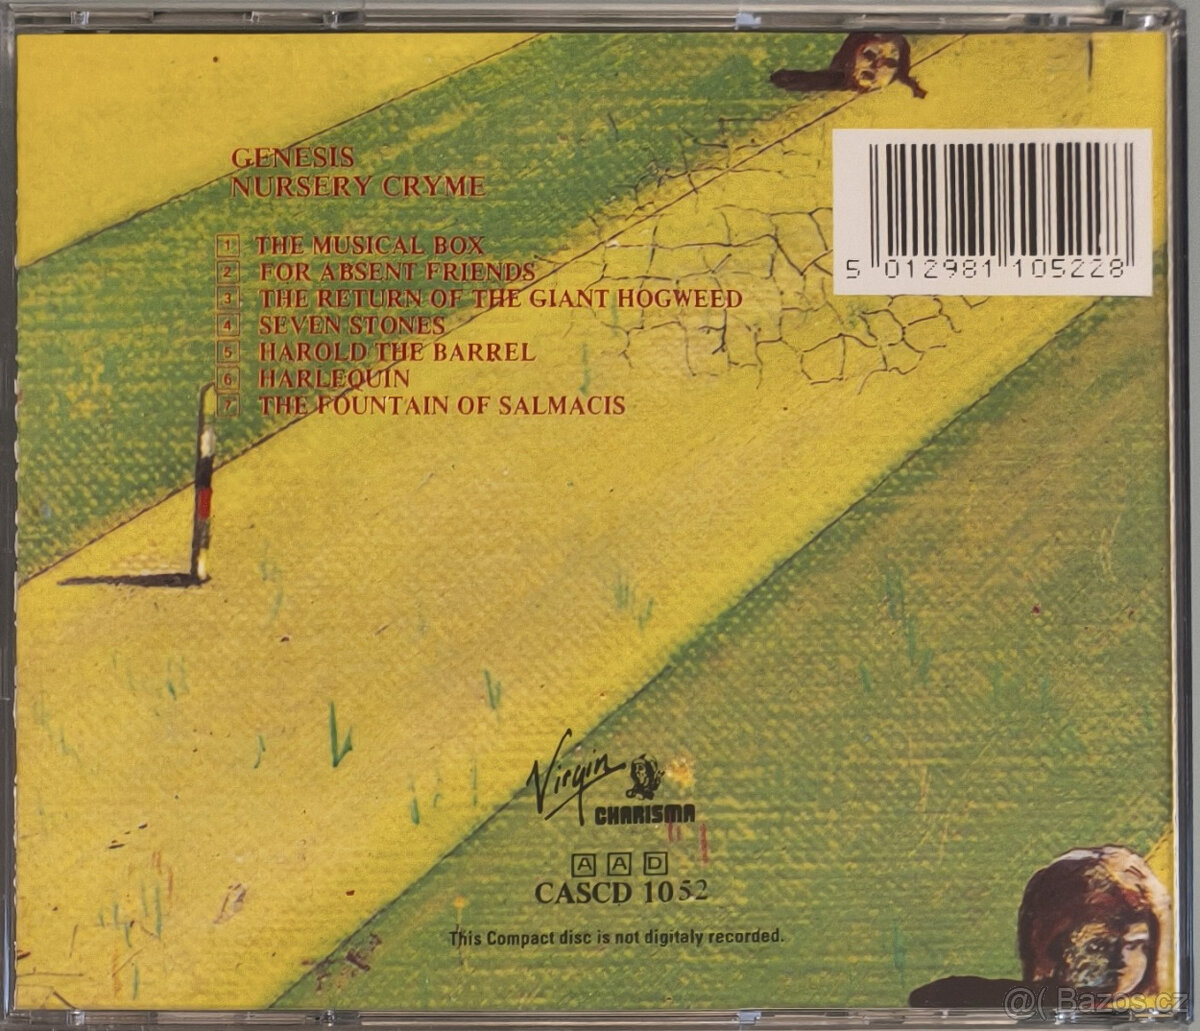 GENESIS
NURSERY CRYME
1 THE MUSICAL BOX
2 FOR ABSENT FRIENDS
3 THE RETURN OF THE GIANT HOGWEED
4 SEVEN STONES
5 HAROLD THE BARREL
6 HARLEQUIN
7 THE FOUNTAIN OF SALMACIS
5 012981 105228
Virgin
CHARISMA
A A D
CASCD 1052
This Compact disc is not digitaly recorded.
@( Bazos.cz